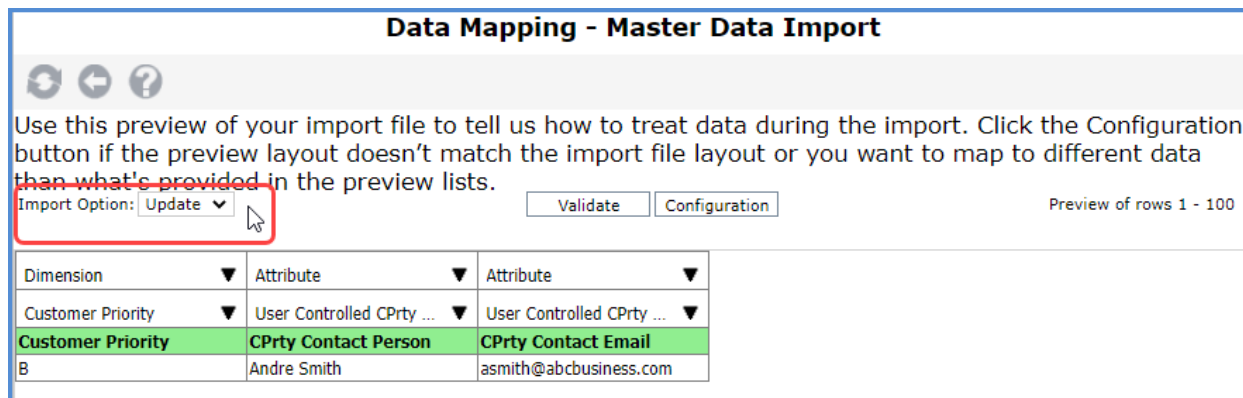 Data Mapping - Master Data Import
Use this preview of your import file to tell us how to treat data during the import. Click the Configuration
button if the preview layout doesn’t match the import file layout or you want to map to different data
than what's provided in the preview lists.
Import Option: Update Validate Configuration Preview of rows 1 - 100
Dimension Attribute Attribute
Customer Priority User Controlled CPrty ... User Controlled CPrty ...
Customer Priority CPrty Contact Person CPrty Contact Email
B Andre Smith asmith@abcbusiness.com